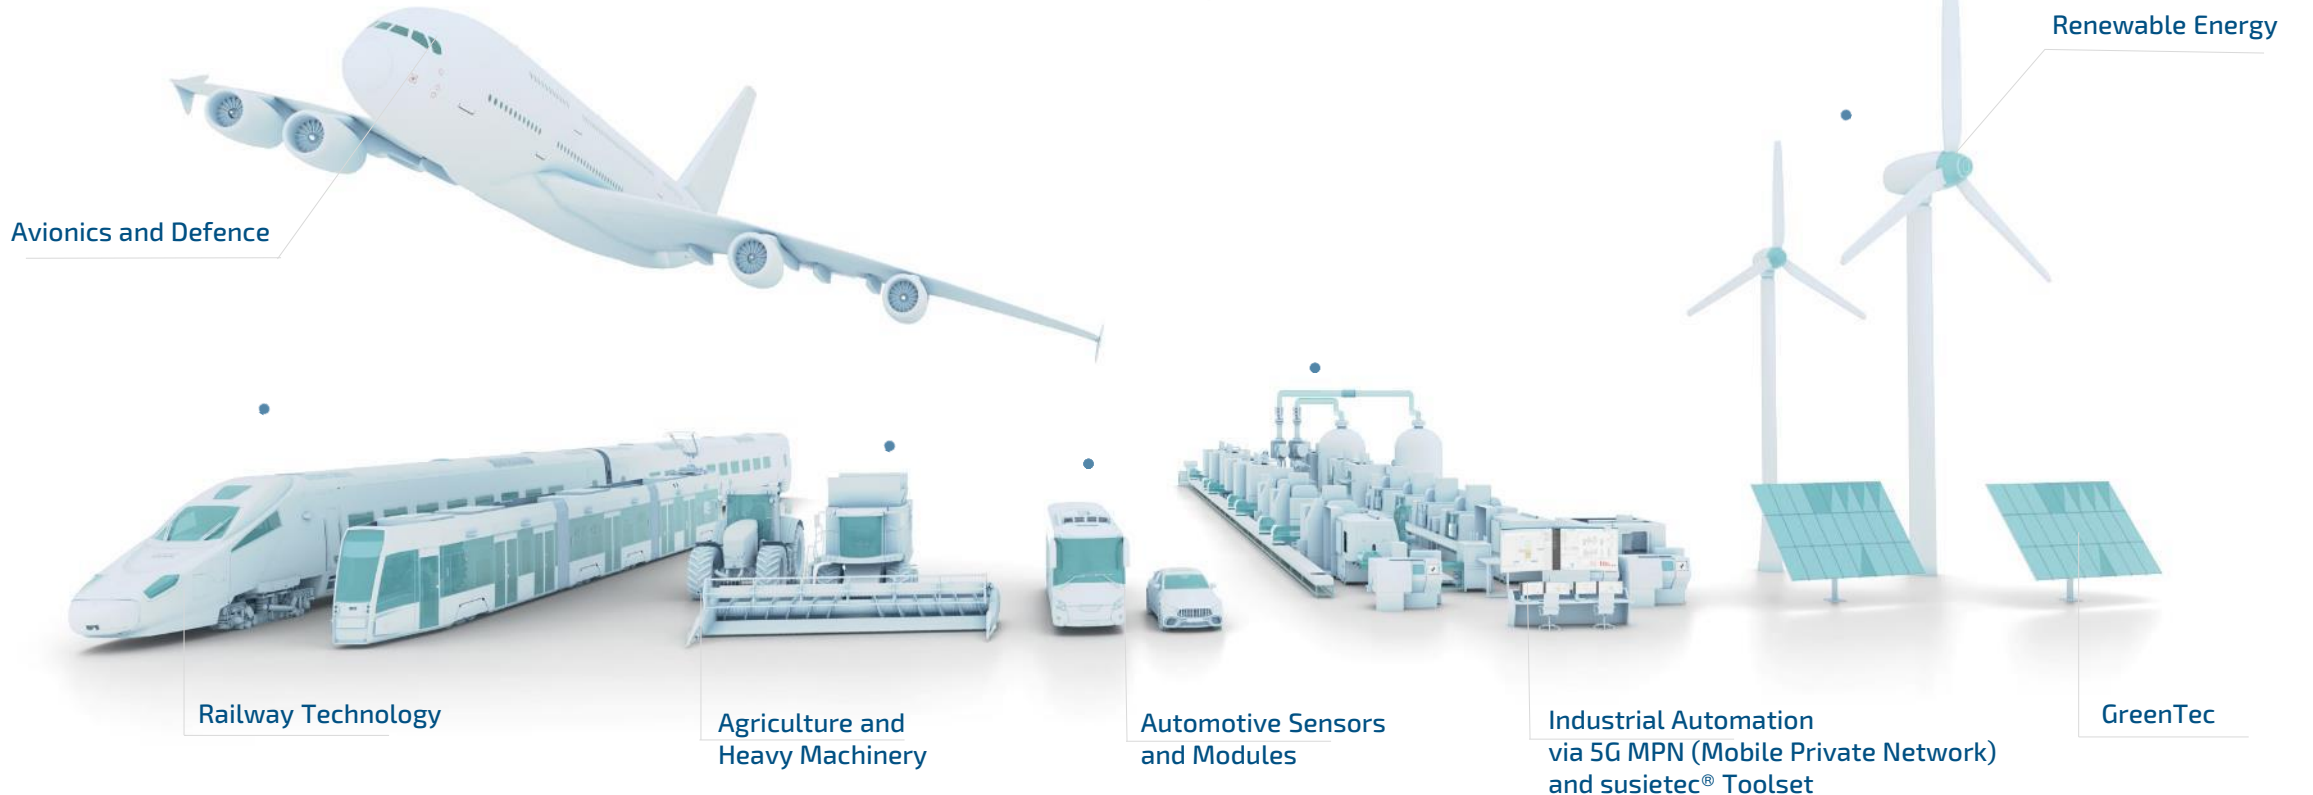 Renewable Energy
Avionics and Defence
Railway Technology
Agriculture and
Heavy Machinery
Automotive Sensors
and Modules
Industrial Automation
via 5G MPN (Mobile Private Network)
and susietec® Toolset
GreenTec